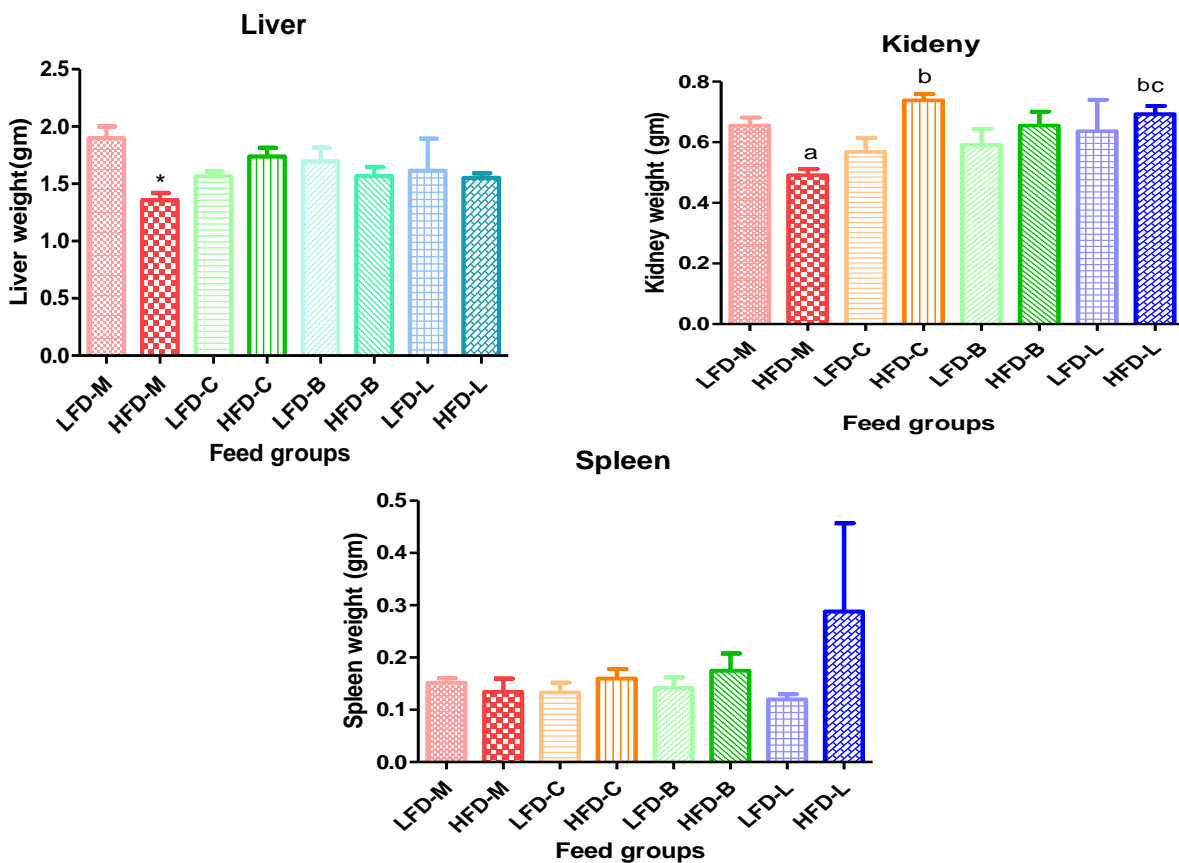 Liver
Liver weight(gm)
2.5
2.0
1.5
1.0
0.5
0.0
*
LFD-M
HFD-M
LFD-C
HFD-C
LFD-B
HFD-B
LFD-L
HFD-L
Feed groups
Kideny
Kidney weight (gm)
0.8
0.6
0.4
0.2
0.0
a
b
bc
LFD-M
HFD-M
LFD-C
HFD-C
LFD-B
HFD-B
LFD-L
HFD-L
Feed groups
Spleen
Spleen weight (gm)
0.5
0.4
0.3
0.2
0.1
0.0
LFD-M
HFD-M
LFD-C
HFD-C
LFD-B
HFD-B
LFD-L
HFD-L
Feed groups